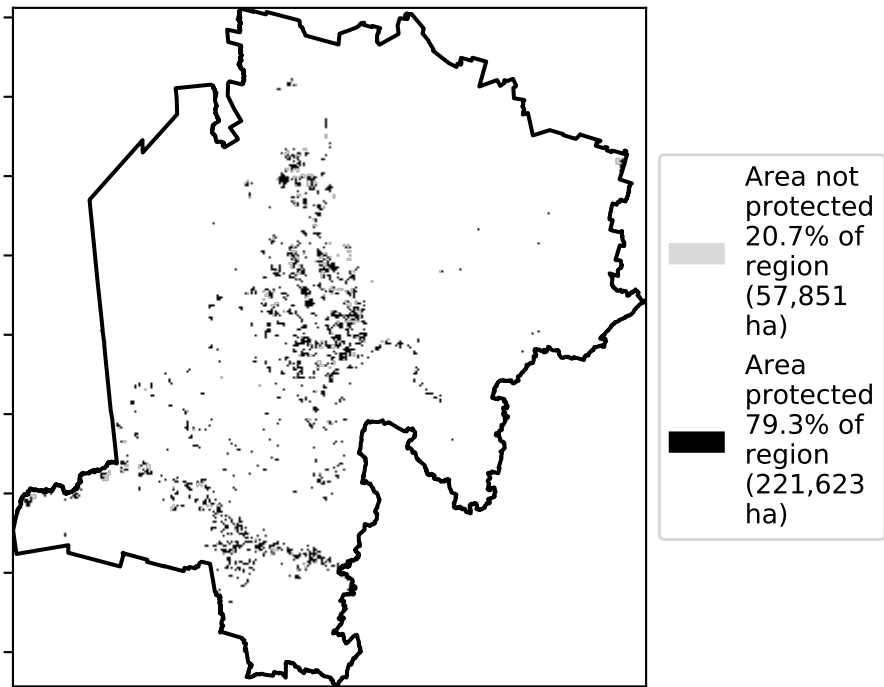 Area not
protected
20.7% of
region
(57,851
ha)
Area
protected
79.3% of
region
(221,623
ha)